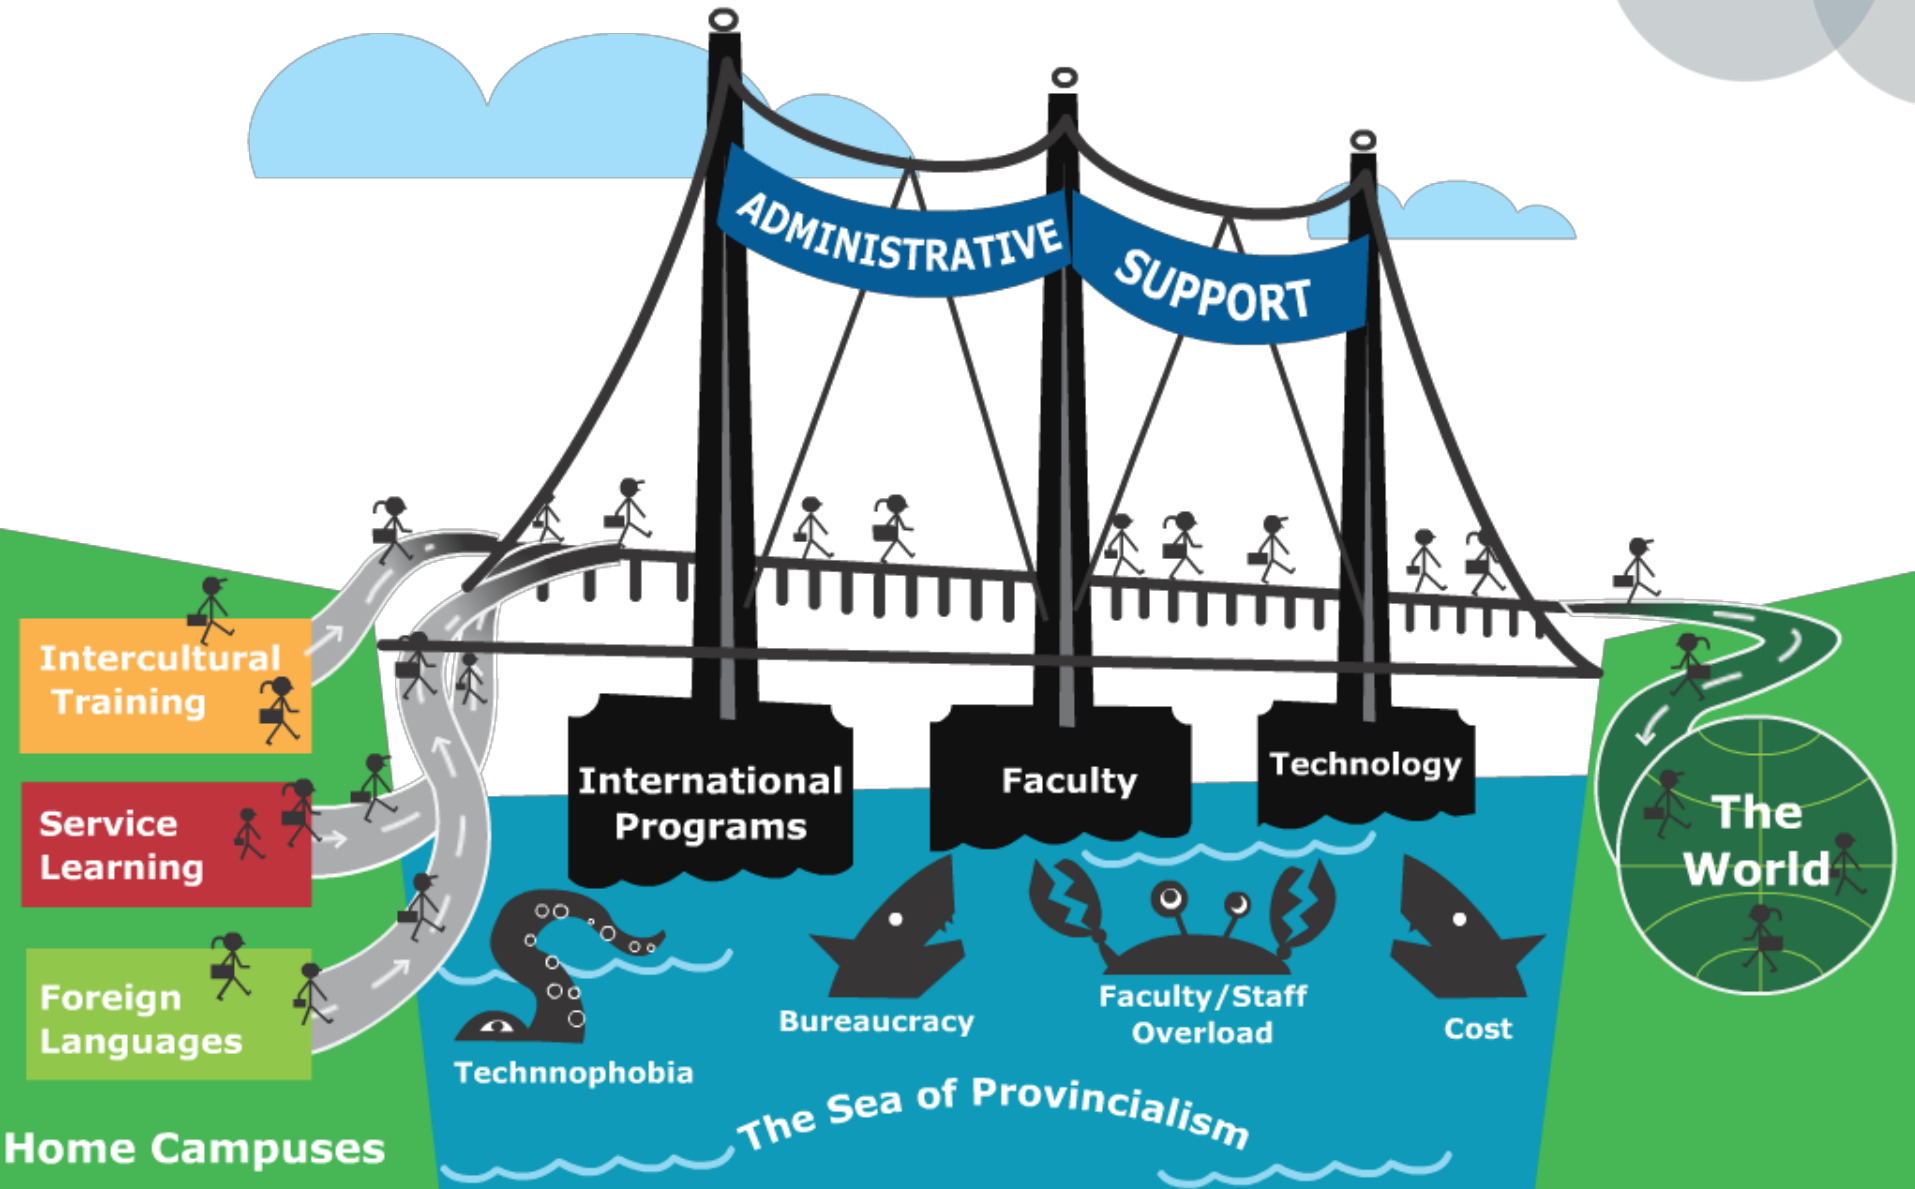 ADMINISTRATIVE
SUPPORT
Intercultural
Training
Service
Learning
Foreign
Languages
Home Campuses
International
Programs
Faculty
Technology
The
World
Technnophobia
Bureaucracy
Faculty/Staff
Overload
Cost
The Sea of Provincialism